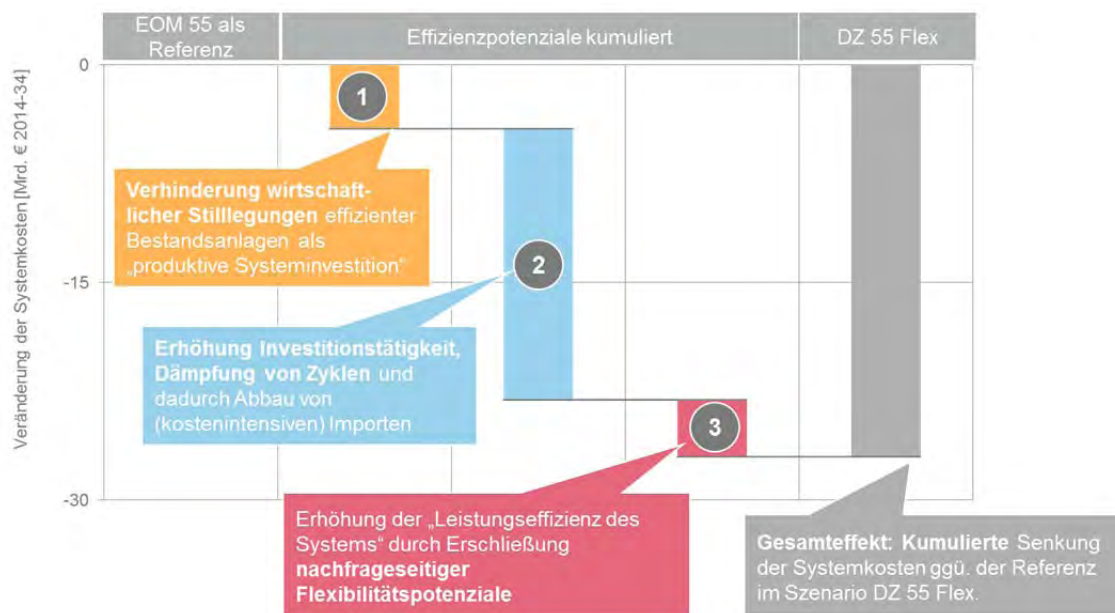 EOM 55 als
Referenz
Effizienzpotenziale kumuliert
DZ 55 Flex
Veränderung der Systemkosten [Mrd. € 2014-34]
0
-15
-30
1
Verhinderung wirtschaft-
licher Stilllegungen effizienter
Bestandsanlagen als
„produktive Systeminvestition“
2
Erhöhung Investitionstätigkeit,
Dämpfung von Zyklen und
dadurch Abbau von
(kostenintensiven) Importen
3
Erhöhung der „Leistungseffizienz des
Systems“ durch Erschließung
nachfrageseitiger
Flexibilitätspotenziale
Gesamteffekt: Kumulierte Senkung
der Systemkosten ggü. der Referenz
im Szenario DZ 55 Flex.